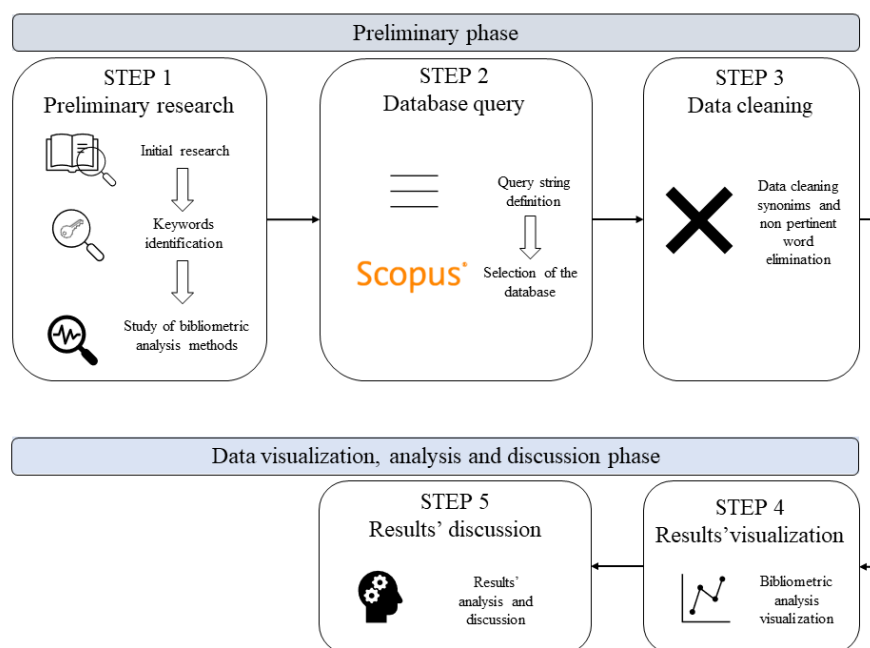 Preliminary phase
STEP 1
Preliminary research
Initial research
Keywords
identification
Study of bibliometric
analysis methods
STEP 2
Database query
Query string
definition
Scopus®
Selection of the
database
STEP 3
Data cleaning
Data cleaning
synonims and
non pertinent
word
elimination
Data visualization, analysis and discussion phase
STEP 5
Results’ discussion
Results’
analysis and
discussion
STEP 4
Results’visualization
Bibliometric
analysis
visualization